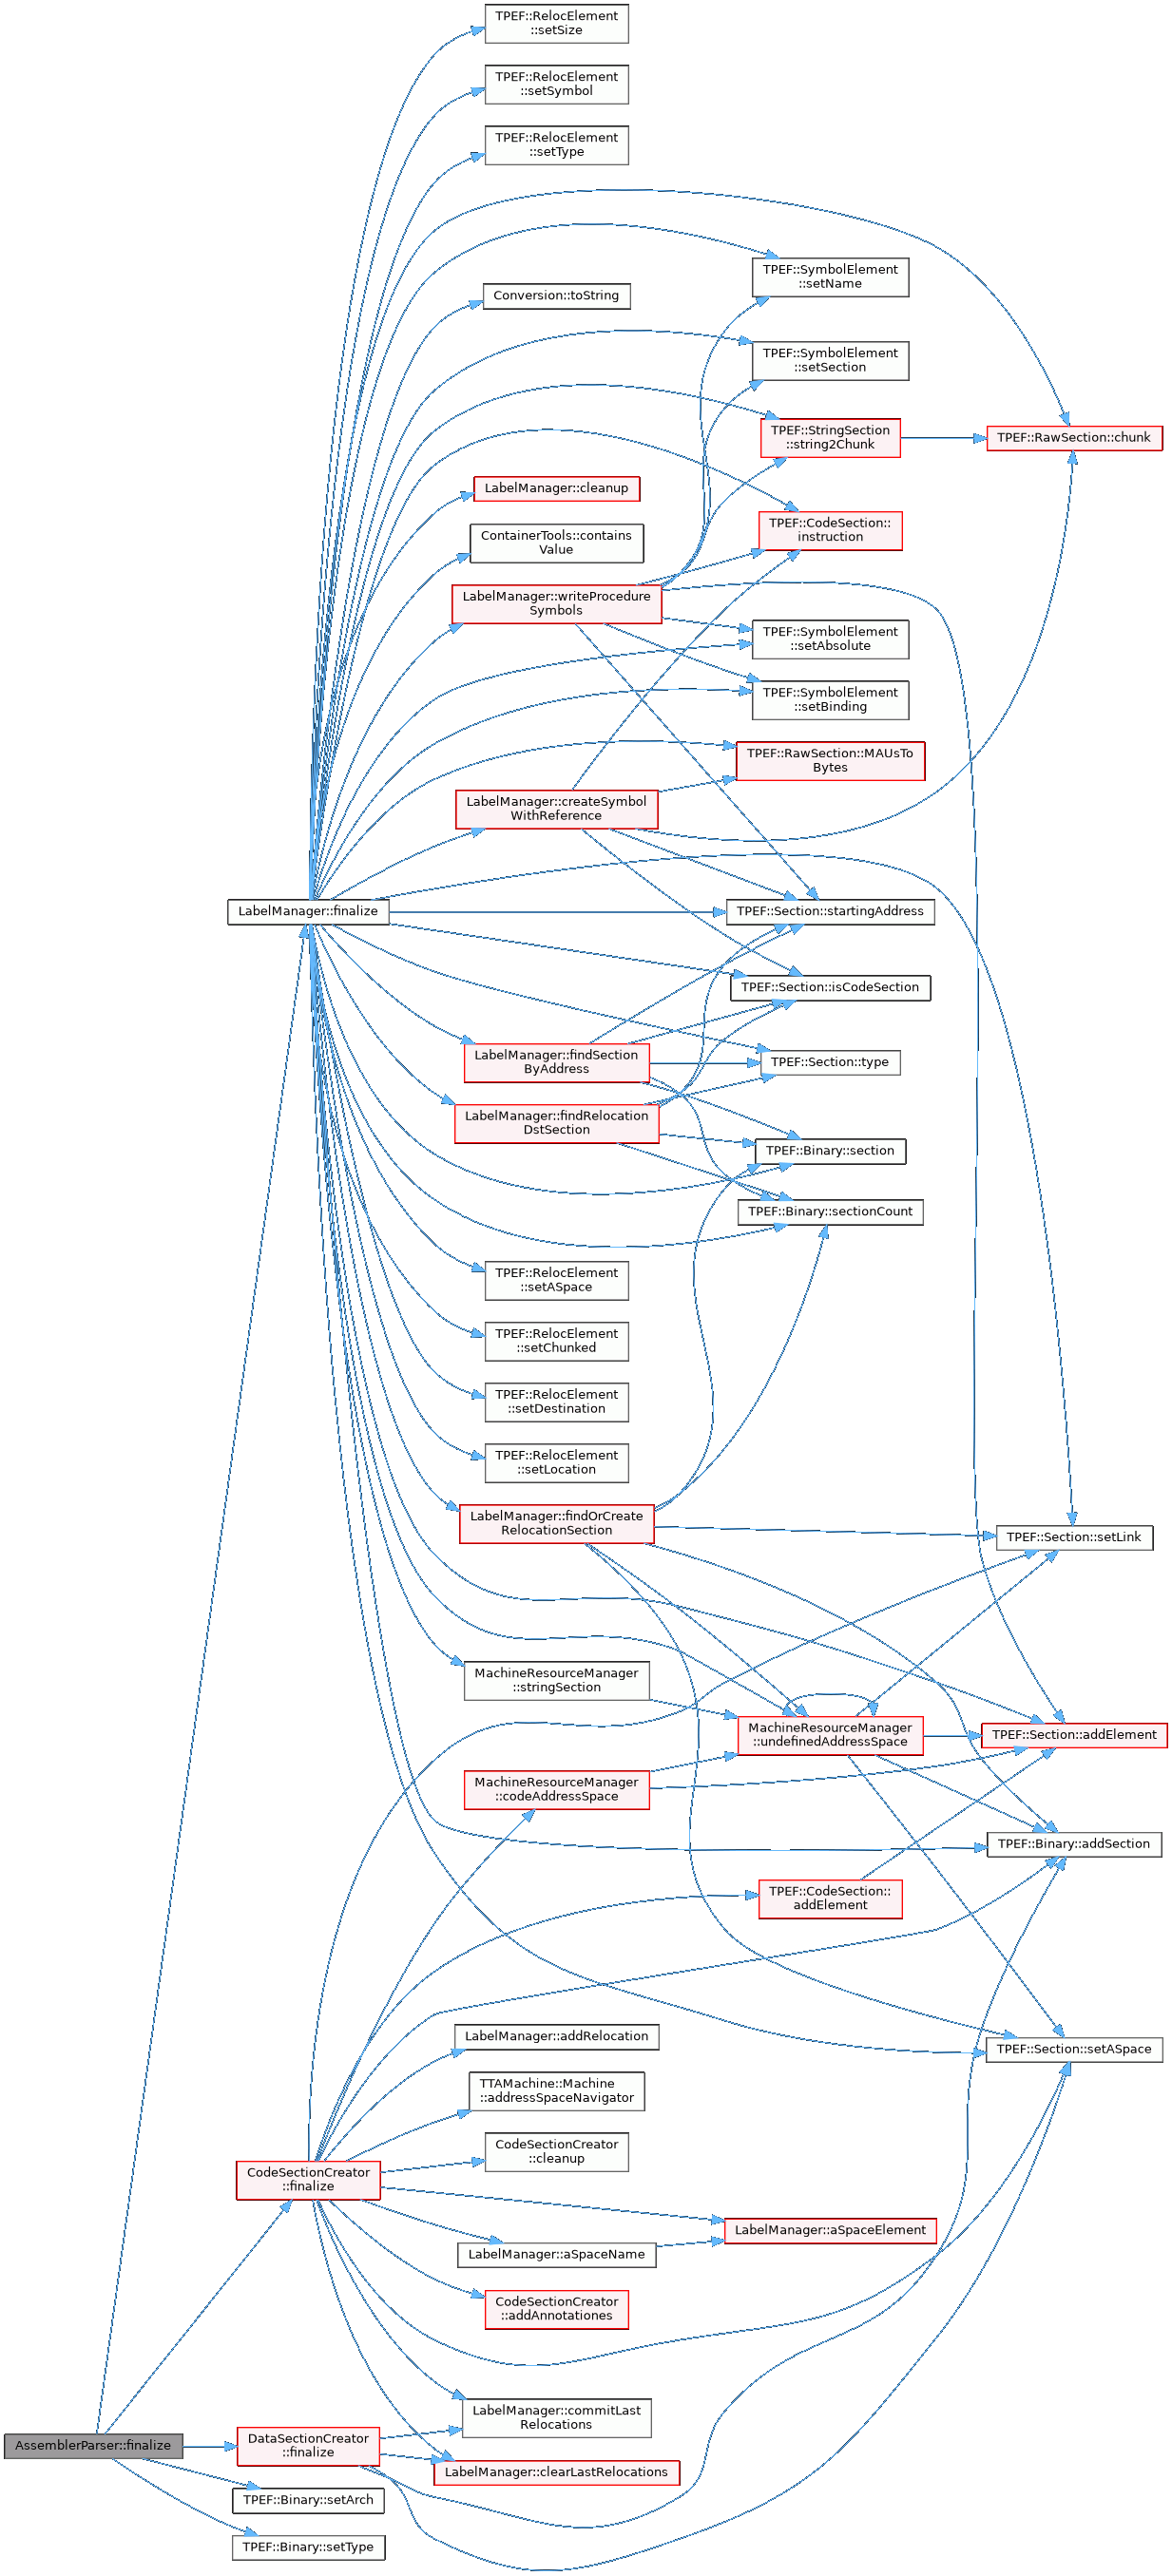 TPEF::RelocElement
::setSize
TPEF::RelocElement
::setSymbol
TPEF::RelocElement
::setType
TPEF::SymbolElement
::setName
Conversion::toString
TPEF::SymbolElement
::setSection
TPEF::StringSection
::string2Chunk
TPEF::RawSection::chunk
LabelManager::cleanup
TPEF::CodeSection::
instruction
ContainerTools::contains
Value
LabelManager::writeProcedure
Symbols
TPEF::SymbolElement
::setAbsolute
TPEF::SymbolElement
::setBinding
TPEF::RawSection::MAUsTo
Bytes
LabelManager::createSymbol
WithReference
LabelManager::finalize
TPEF::Section::startingAddress
TPEF::Section::isCodeSection
LabelManager::findSection
ByAddress
TPEF::Section::type
LabelManager::findRelocation
DstSection
TPEF::Binary::section
TPEF::Binary::sectionCount
TPEF::RelocElement
::setASpace
TPEF::RelocElement
::setChunked
TPEF::RelocElement
::setDestination
TPEF::RelocElement
::setLocation
LabelManager::findOrCreate
RelocationSection
TPEF::Section::setLink
MachineResourceManager
::stringSection
MachineResourceManager
::undefinedAddressSpace
TPEF::Section::addElement
MachineResourceManager
::codeAddressSpace
TPEF::Binary::addSection
TPEF::CodeSection::
addElement
LabelManager::addRelocation
TPEF::Section::setASpace
TTAMachine::Machine
::addressSpaceNavigator
CodeSectionCreator
::cleanup
CodeSectionCreator
::finalize
LabelManager::aSpaceElement
LabelManager::aSpaceName
CodeSectionCreator
::addAnnotationes
LabelManager::commitLast
Relocations
AssemblerParser::finalize
DataSectionCreator
::finalize
LabelManager::clearLastRelocations
TPEF::Binary::setArch
TPEF::Binary::setType